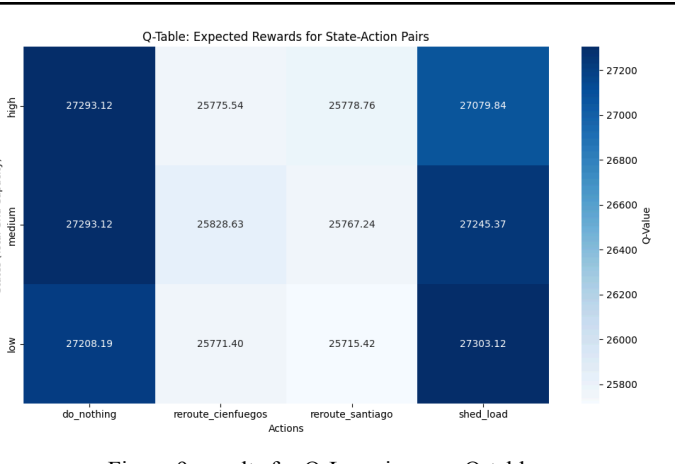 Q-Table: Expected Rewards for State-Action Pairs
high 27293.12 25775.54 25778.76 27079.84
medium 27293.12 25828.63 25767.24 27245.37
low 27208.19 25771.40 25715.42 27303.12
do_nothing reroute_cienfuegos reroute_santiago shed_load
Actions
27200
27000
26800
26600
26400
26200
26000
25800
Q-Value